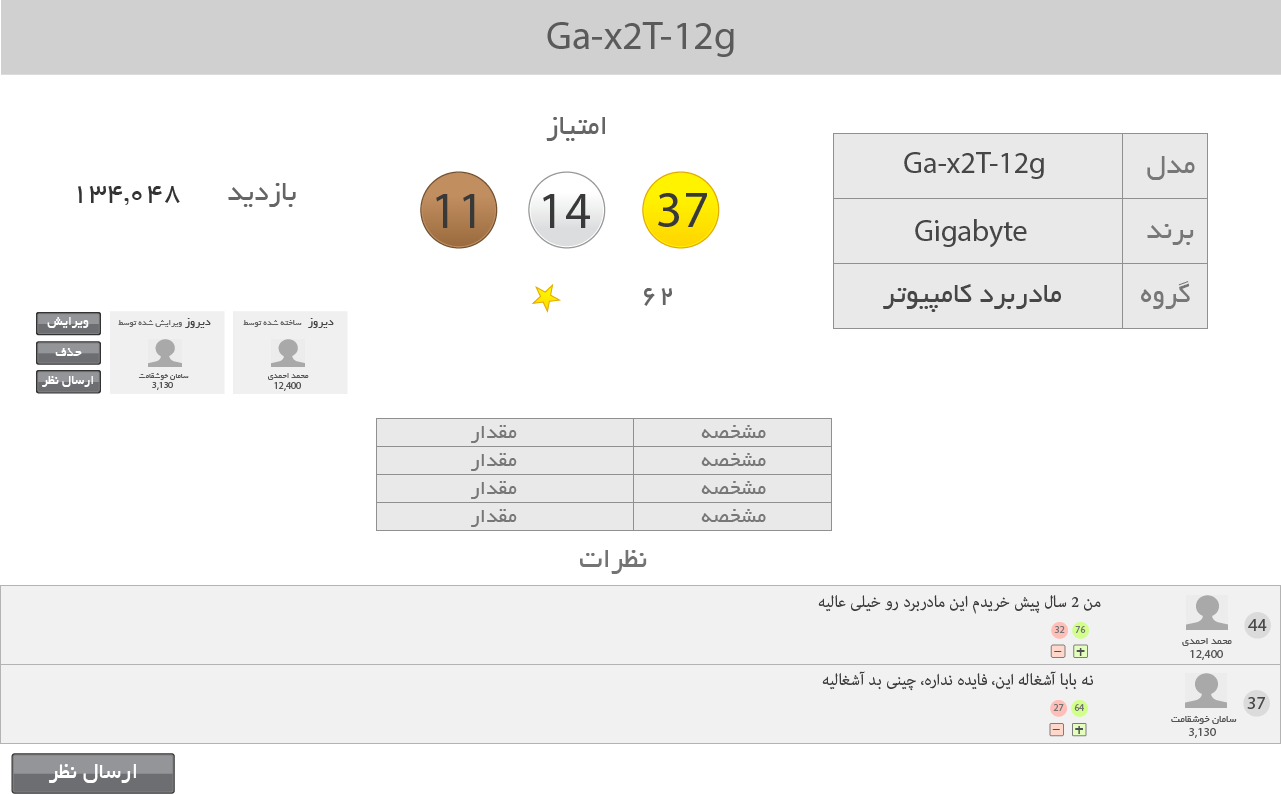 Ga-x2T-12g
امتیاز
37
14
11
۶۲
مدل Ga-x2T-12g
برند Gigabyte
گروه مادربرد کامپیوتر
بازدید ۱۳۴,۰۴۸
دیروز ساخته شده توسط
محمد احمدی
12,400
دیروز ویرایش شده توسط
سامان خوشقامت
3,130
ویرایش
حذف
ارسال نظر
مشخصه مقدار
مشخصه مقدار
مشخصه مقدار
مشخصه مقدار
نظرات
44
محمد احمدی
12,400
من 2 سال پیش خریدم این مادربرد رو خیلی عالیه
76 32
+ −
37
سامان خوشقامت
3,130
نه بابا آشغاله این، فایده نداره، چینی بد آشغالیه
64 27
+ −
ارسال نظر